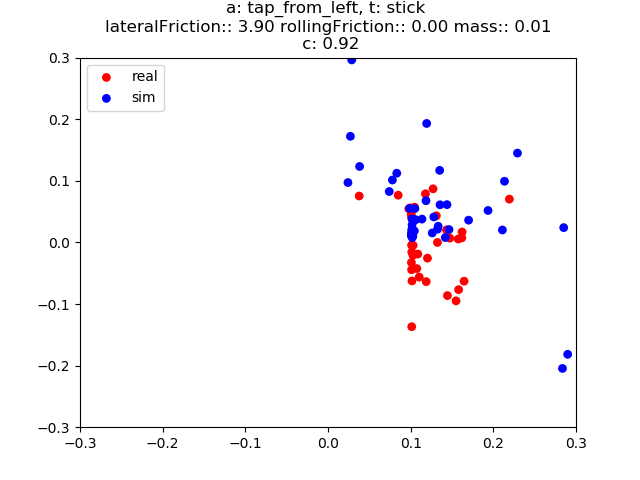 a: tap_from_left, t: stick
lateralFriction:: 3.90 rollingFriction:: 0.00 mass:: 0.01
c: 0.92
real
sim
0.3
0.2
0.1
0.0
−0.1
−0.2
−0.3
−0.3
−0.2
−0.1
0.0
0.1
0.2
0.3